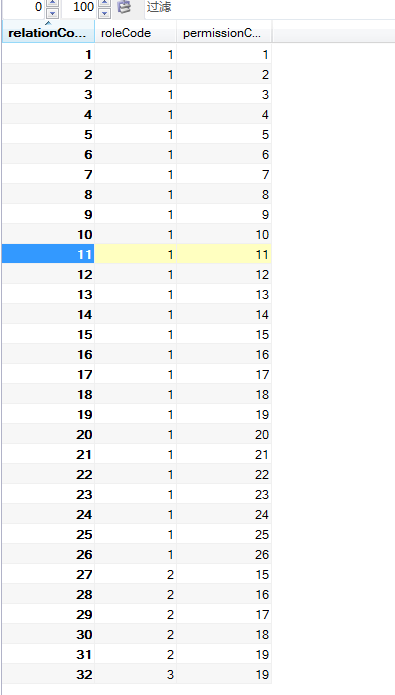 0 100 过滤
relationCo... roleCode permissionC...
1 1 1
2 1 2
3 1 3
4 1 4
5 1 5
6 1 6
7 1 7
8 1 8
9 1 9
10 1 10
11 1 11
12 1 12
13 1 13
14 1 14
15 1 15
16 1 16
17 1 17
18 1 18
19 1 19
20 1 20
21 1 21
22 1 22
23 1 23
24 1 24
25 1 25
26 1 26
27 2 15
28 2 16
29 2 17
30 2 18
31 2 19
32 3 19